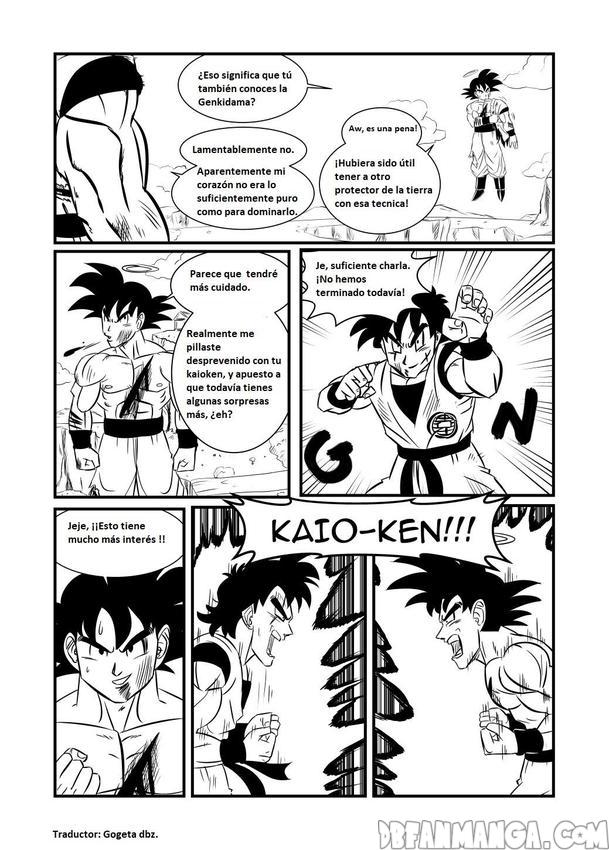 ¿Eso significa que tú
también conoces la
Genkidama?
Lamentablemente no.
Aparentemente mi
corazón no era lo
suficientemente puro
como para dominarlo.
Aw, es una pena!
¡Hubiera sido útil
tener a otro
protector de la tierra
con esa tecnica!
Parece que tendré
más cuidado.
Realmente me
pillaste
desprevenido con tu
kaioken, y apuesto a
que todavía tienes
algunas sorpresas
más, ¿eh?
Je, suficiente charla.
¡No hemos
terminado todavía!
G N
Jeje, ¡¡Esto tiene
mucho más interés !!
KAIO-KEN!!!
Traductor: Gogeta dbz.
DBFANMANGA.COM